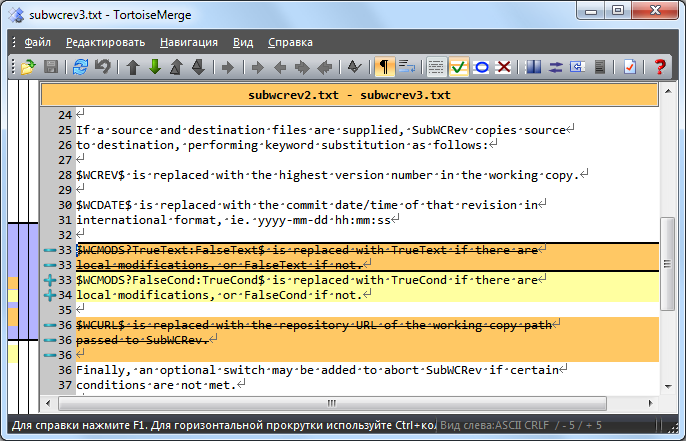 subwcrev3.txt - TortoiseMerge
Файл Редактировать Навигация Вид Справка
subwcrev2.txt - subwcrev3.txt
24
25 If a source and destination files are supplied, SubWCRev copies source
26 to destination, performing keyword substitution as follows:
27
28 $WCREV$ is replaced with the highest version number in the working copy.
29
30 $WCDATE$ is replaced with the commit date/time of that revision in
31 international format, ie. yyyy-mm-dd hh:mm:ss
32
33 $WCMODS?TrueText:FalseText$ is replaced with TrueText if there are
33 local modifications, or FalseText if not.
33 $WCMODS?FalseCond:TrueCond$ is replaced with TrueCond if there are
34 local modifications, or FalseCond if not.
35
36 $WCURL$ is replaced with the repository URL of the working copy path
36 passed to SubWCRev.
36
36 Finally, an optional switch may be added to abort SubWCRev if certain
37 conditions are not met.
Для справки нажмите F1. Для горизонтальной прокрутки используйте Ctrl+ко Вид слева:ASCII CRLF / - 5 / + 5